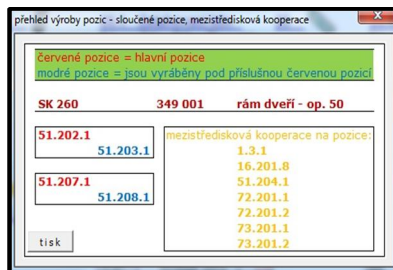 přehled výroby pozic - sloučené pozice, mezistředisková kooperace
červené pozice = hlavní pozice
modré pozice = jsou vyráběny pod příslušnou červenou pozicí
SK 260 349 001 rám dveří - op. 50
51.202.1
51.203.1
51.207.1
51.208.1
mezistředisková kooperace na pozice:
1.3.1
16.201.8
51.204.1
72.201.1
72.201.2
73.201.1
73.201.2
tisk